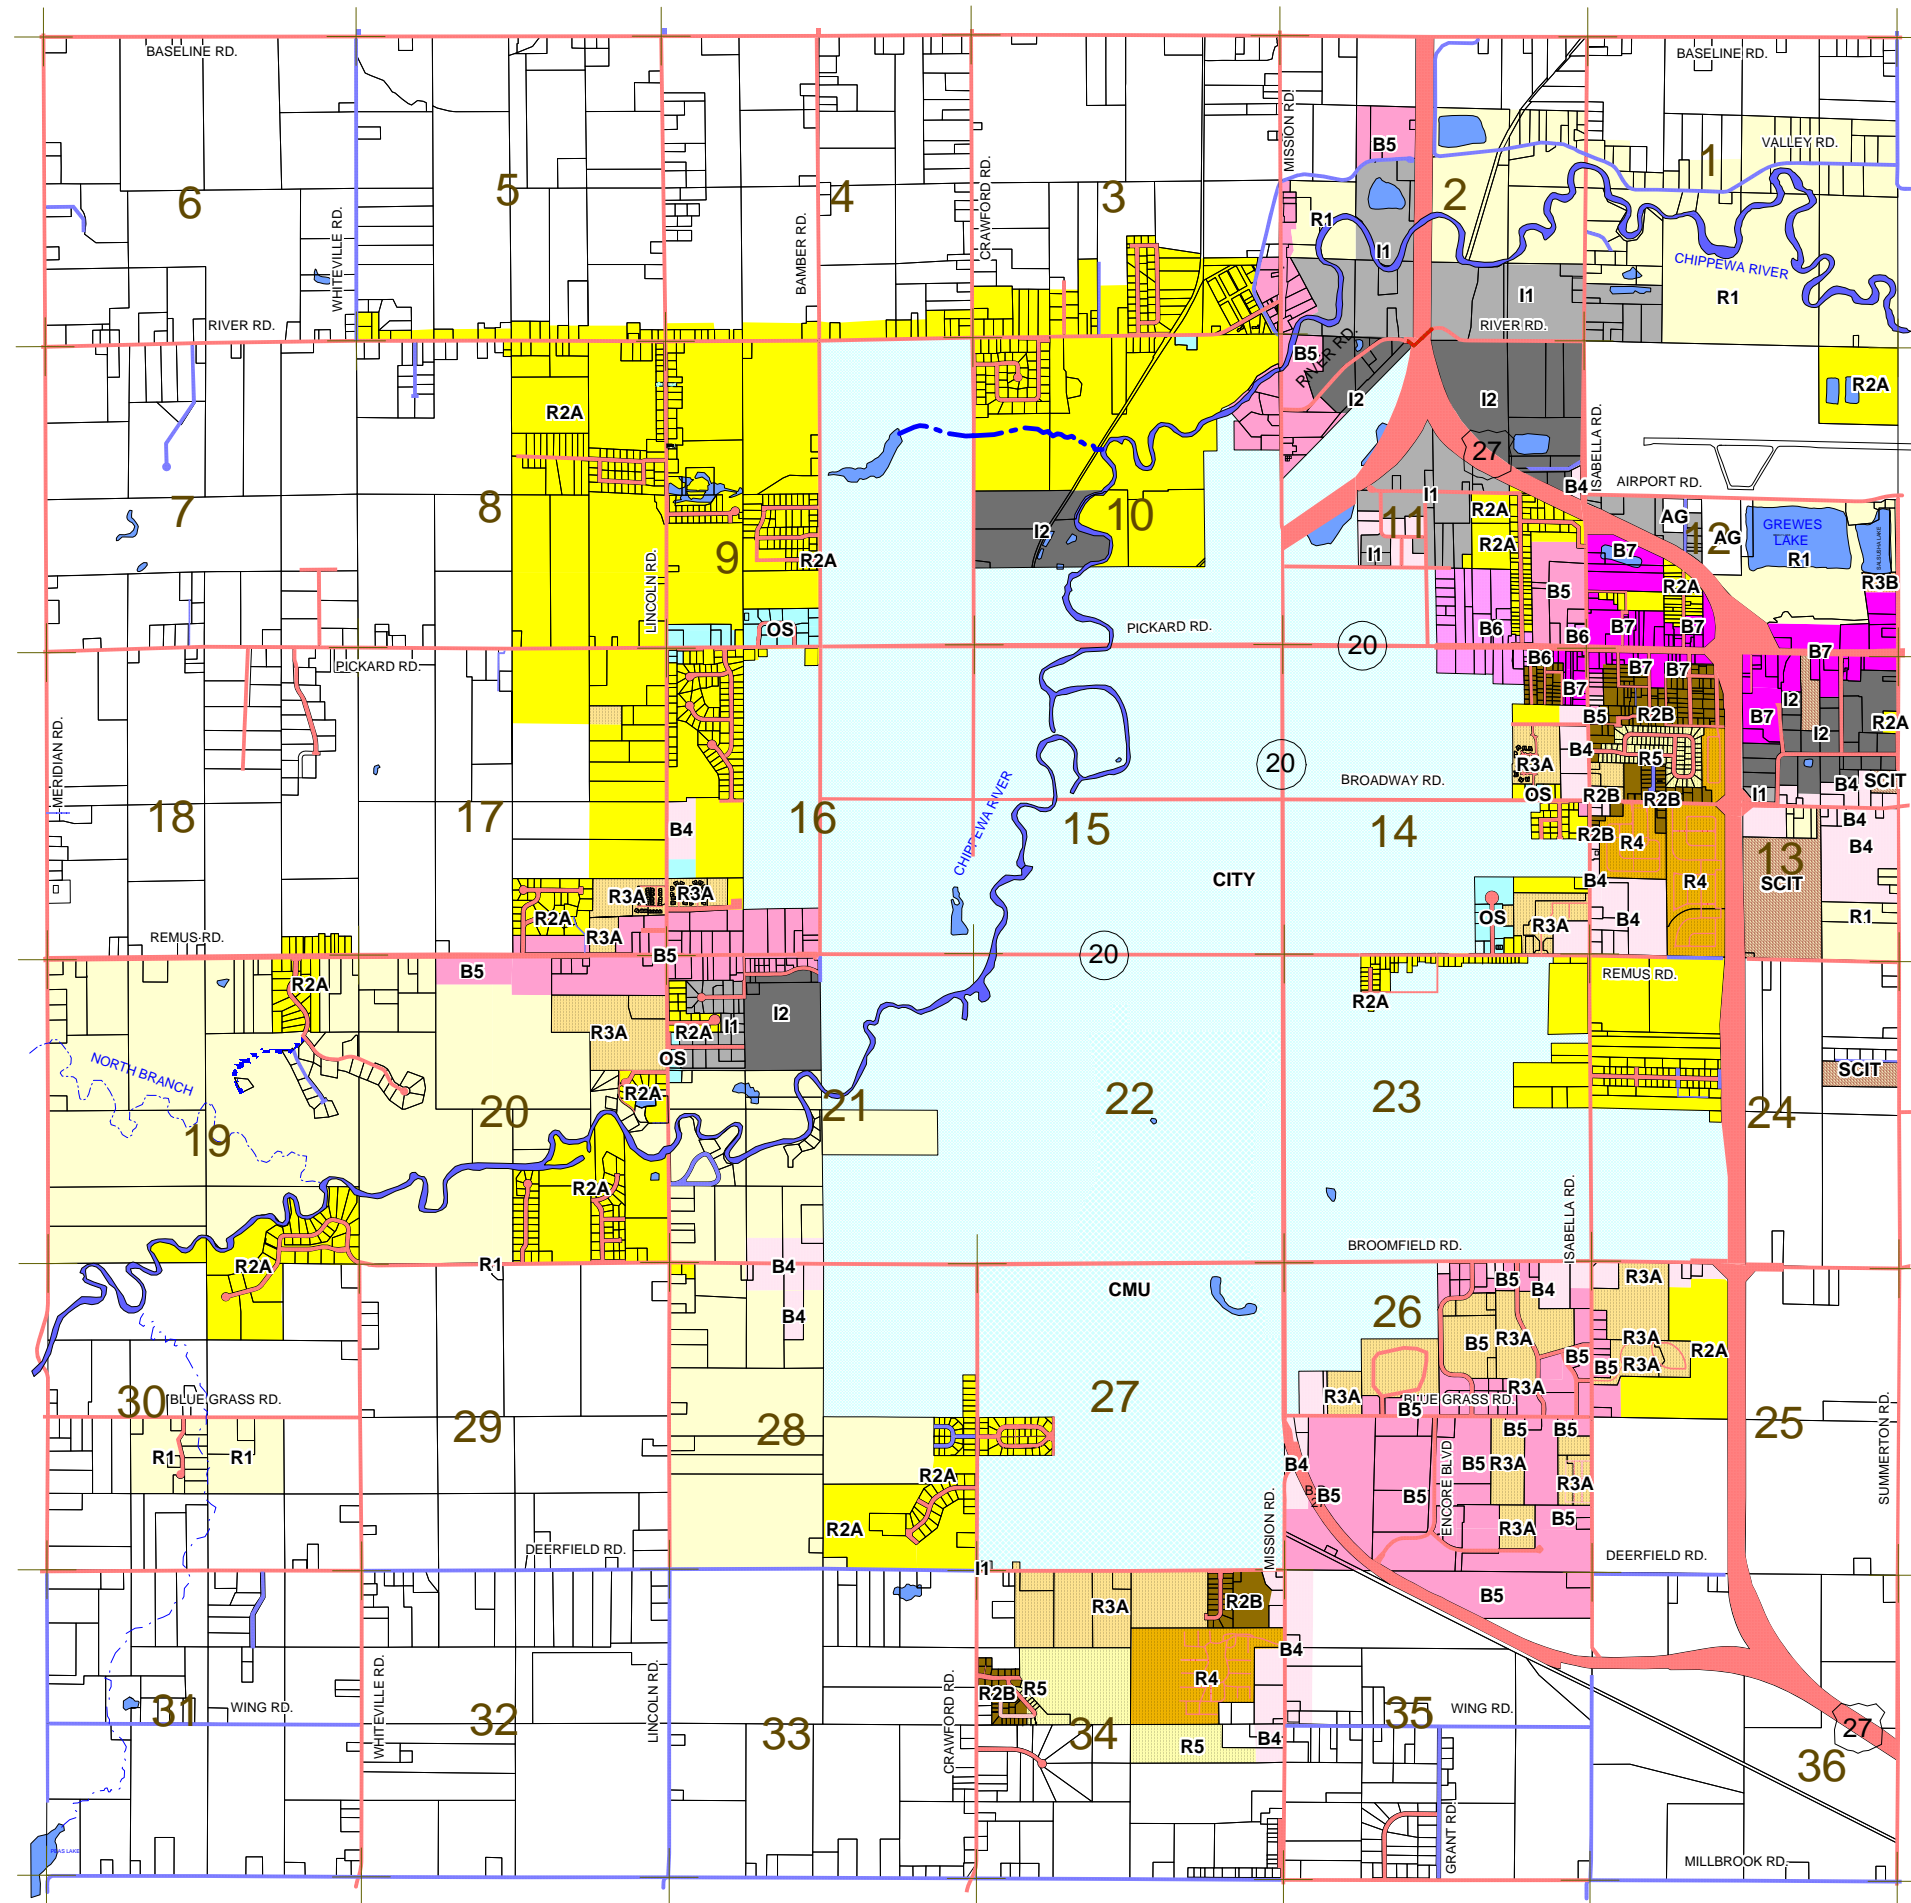 BASELINE RD.
BASELINE RD.
MISSION RD.
B5
VALLEY RD.
1
6
5
4
3
2
WHITEVILLE RD.
BAMBER RD.
CRAWFORD RD.
R1
I1
CHIPPEWA RIVER
R1
I1
RIVER RD.
RIVER RD.
RIVER RD.
B5
R2A
R2A
I2
I2
ISABELLA RD.
27
AIRPORT RD.
B4
I1
7
8
9
10
11
12
I2
R2A
R2A
AG
AG
GREWES
LAKE
R1
SALISUBHA LAKE
I1
LINCOLN RD.
R2A
B7
R3B
R2A
B5
OS
PICKARD RD.
B6
B6
B7
B7
20
PICKARD RD.
B6
B7
B7
B7
B7
I2
B5
R2B
B7
I2
R2A
MERIDIAN RD.
R3A
B4
R5
20
BROADWAY RD.
OS
R2B
R2B
I1
B4
SCIT
CHIPPEWA RIVER
18
17
16
15
14
13
B4
R2B
R4
B4
B4
CITY
R3A
R3A
B4
R4
SCIT
R2A
OS
R3A
B4
R1
REMUS RD.
R3A
B5
20
B5
REMUS RD.
R2A
R2A
R3A
R2A
I1
I2
OS
NORTH BRANCH
R2A
SCIT
19
20
21
22
23
24
R2A
ISABELLA RD.
BROOMFIELD RD.
R2A
R1
B4
CMU
B5
B4
R3A
B4
26
B5
R3A
B5
R3A
R2A
B5
R3A
30
BLUE GRASS RD.
27
R3A
R3A
BLUE GRASS RD.
B5
29
28
25
SUMMERTON RD.
R1
R1
B5
B5
B4
ENCORE BLVD
B5
R3A
R2A
R3A
B5
B5
R2A
MISSION RD.
R3A
B5
DEERFIELD RD.
DEERFIELD RD.
I1
R3A
R2B
B5
B4
R4
R2B
R5
WHITEVILLE RD.
LINCOLN RD.
CRAWFORD RD.
31
WING RD.
32
33
34
35
WING RD.
27
R5
B4
36
GRANT RD.
MILLBROOK RD.